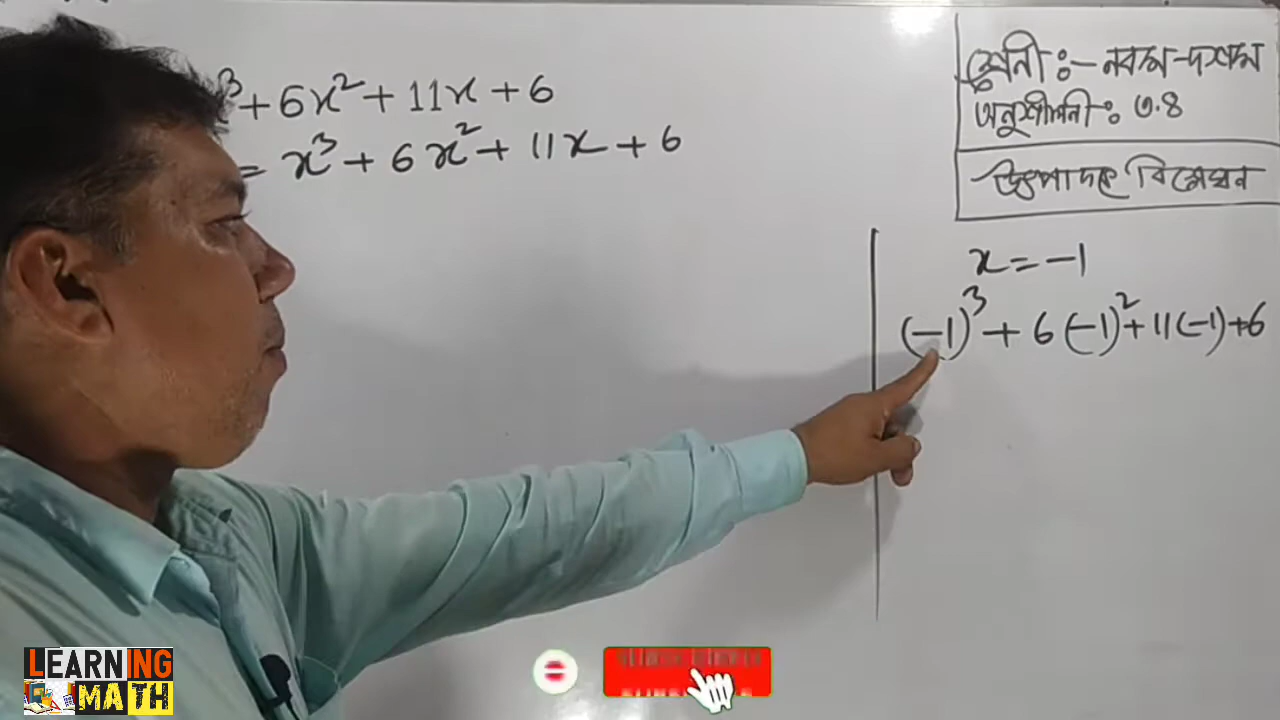 ³ + 6x² + 11x + 6
= x³ + 6x² + 11x + 6
শ্রেনী :- নবম-দশম
অনুশীলনী : ৩.৪
উৎপাদকে বিশ্লেষন
x = -1
(-1)³ + 6(-1)² + 11(-1) + 6
LEARNING
MATH